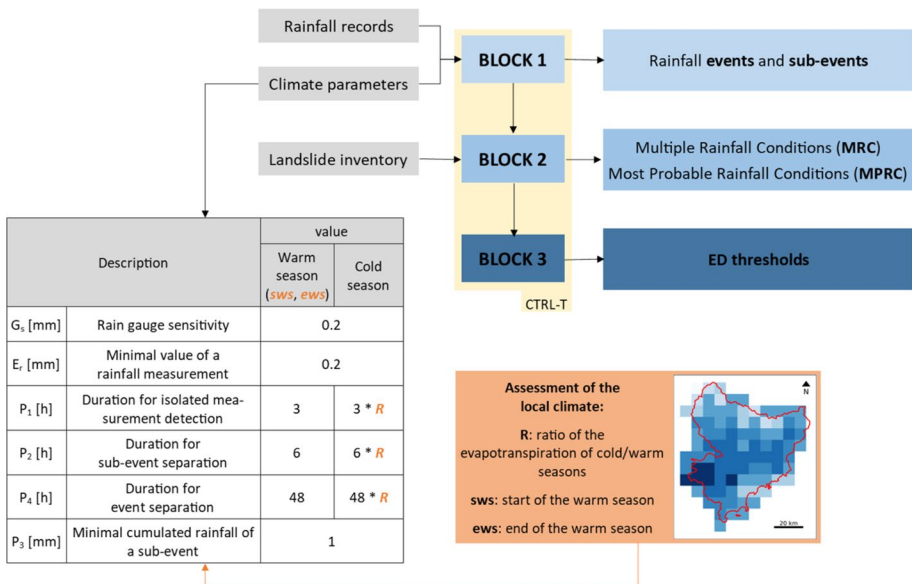 Rainfall records
Climate parameters
Landslide inventory
BLOCK 1
BLOCK 2
BLOCK 3
CTRL-T
Rainfall events and sub-events
Multiple Rainfall Conditions (MRC)
Most Probable Rainfall Conditions (MPRC)
ED thresholds
Description
value
Warm
season
(sws, ews)
Cold
season
Gs [mm]
Rain gauge sensitivity
0.2
Er [mm]
Minimal value of a
rainfall measurement
0.2
P1 [h]
Duration for isolated mea-
surement detection
3
3 * R
P2 [h]
Duration for
sub-event separation
6
6 * R
P4 [h]
Duration for
event separation
48
48 * R
P3 [mm]
Minimal cumulated rainfall of
a sub-event
1
Assessment of the
local climate:
R: ratio of the
evapotranspiration of cold/warm
seasons
sws: start of the warm season
ews: end of the warm season
N
20 km